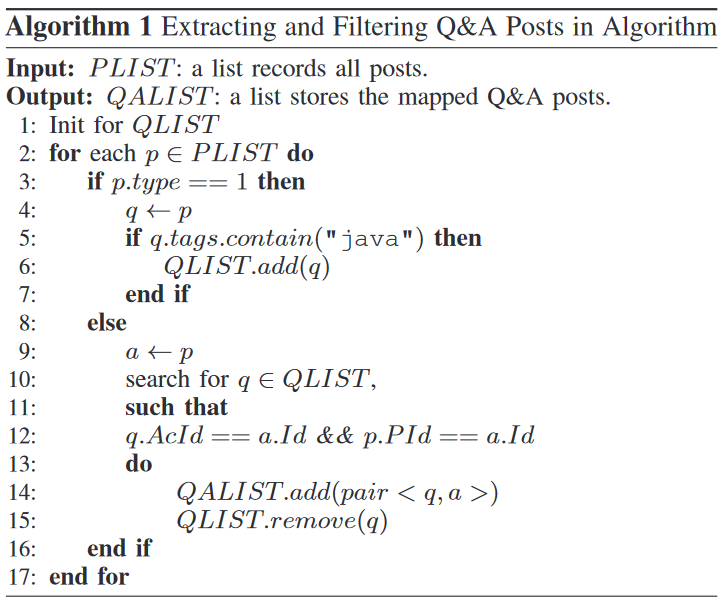 Algorithm 1 Extracting and Filtering Q&A Posts in Algorithm
Input: PLIST: a list records all posts.
Output: QALIST: a list stores the mapped Q&A posts.
1: Init for QLIST
2: for each p ∈ PLIST do
3: if p.type == 1 then
4: q ← p
5: if q.tags.contain("java") then
6: QLIST.add(q)
7: end if
8: else
9: a ← p
10: search for q ∈ QLIST,
11: such that
12: q.AcId == a.Id && p.PId == a.Id
13: do
14: QALIST.add(pair < q, a >)
15: QLIST.remove(q)
16: end if
17: end for